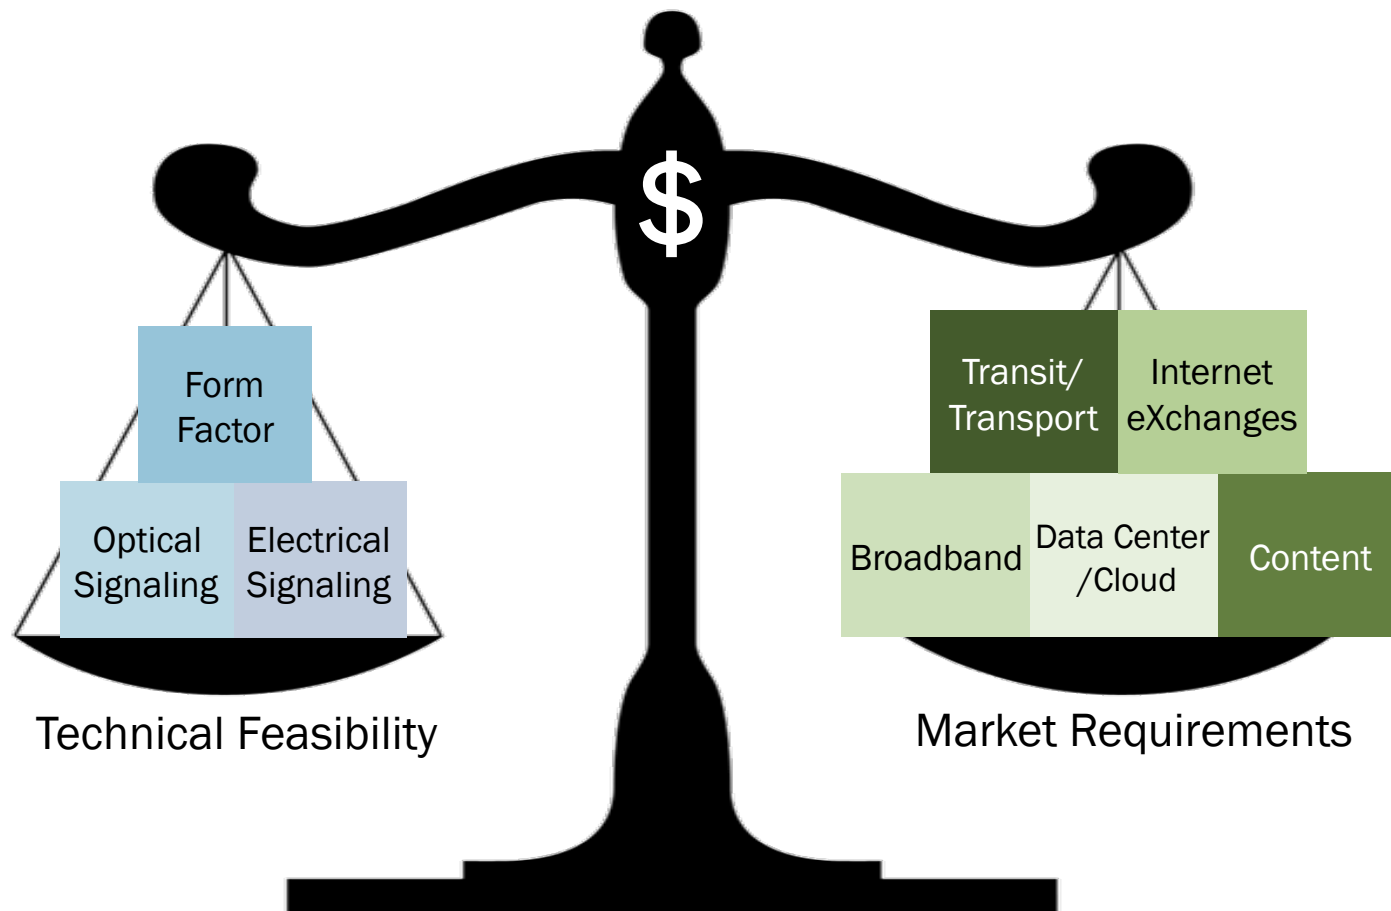 $
Form
Factor
Optical
Signaling
Electrical
Signaling
Technical Feasibility
Transit/
Transport
Internet
eXchanges
Broadband
Data Center
/Cloud
Content
Market Requirements